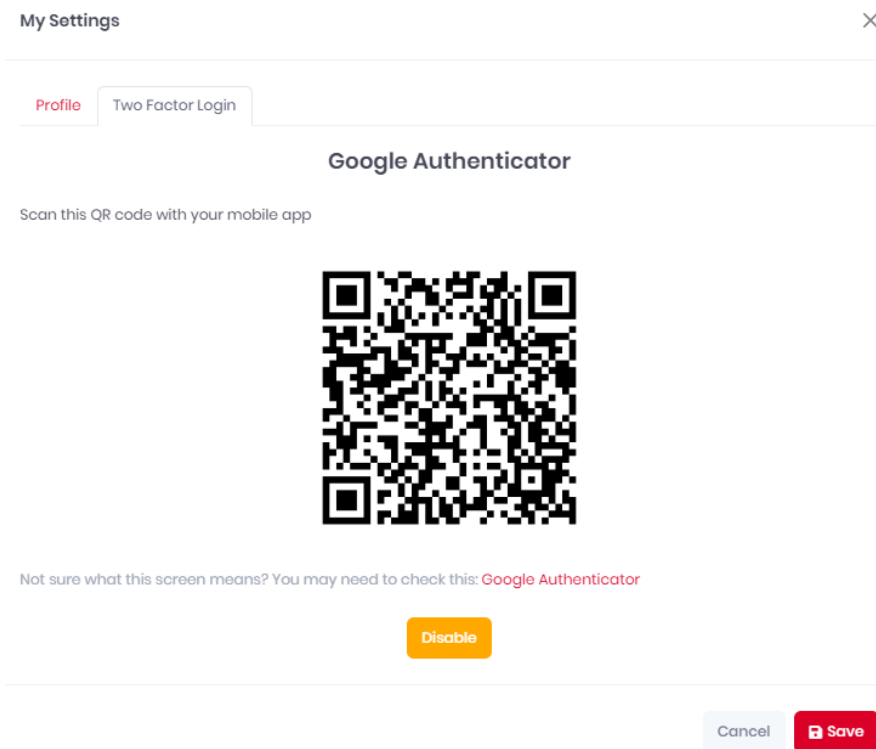 My Settings
Profile
Two Factor Login
Google Authenticator
Scan this QR code with your mobile app
Not sure what this screen means? You may need to check this: Google Authenticator
Disable
Cancel
Save